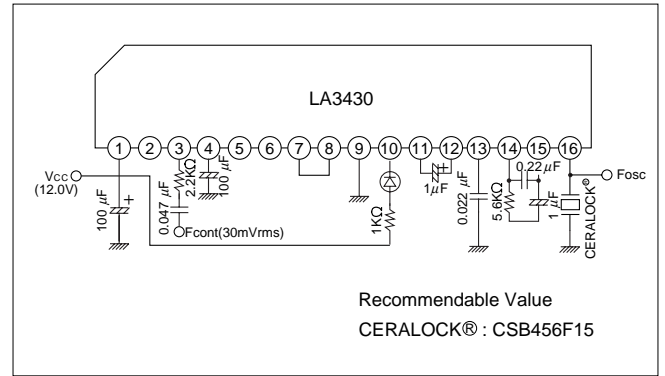 LA3430
1 2 3 4 5 6 7 8 9 10 11 12 13 14 15 16
Vcc
(12.0V)
100 µF
+
0.047 µF
2.2KΩ
100 µF
Fcont(30mVrms)
1KΩ
+
1µF
0.022 µF
5.6KΩ
0.22µF
1 µF
CERALOCK®
Fosc
Recommendable Value
CERALOCK® : CSB456F15